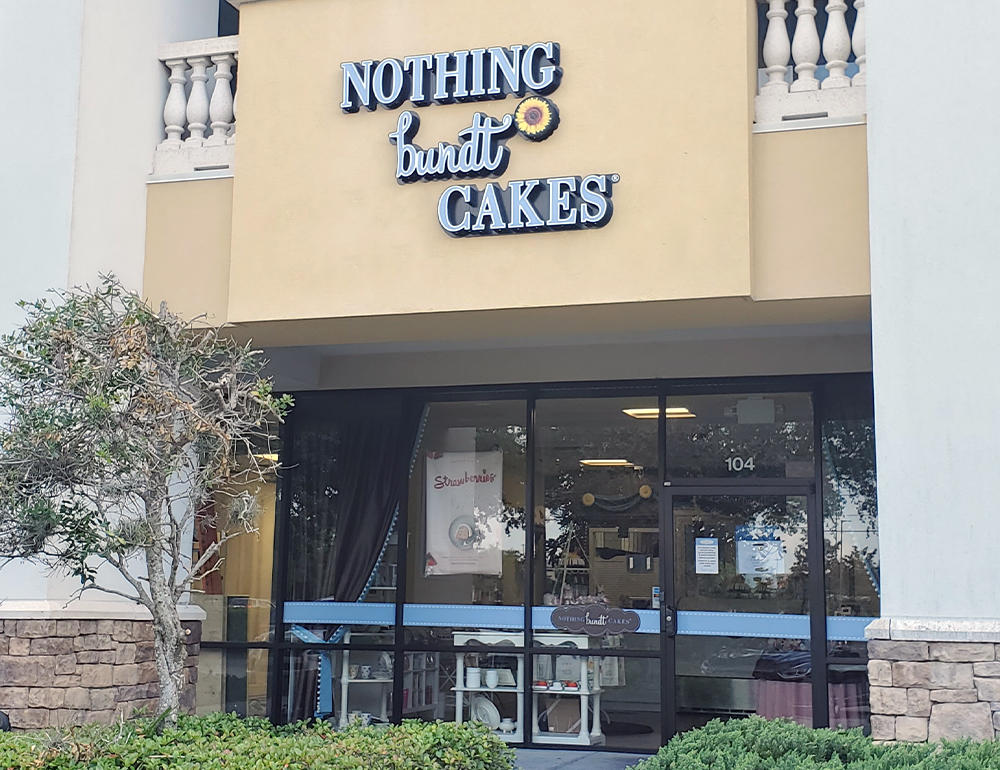 NOTHING
bundt
CAKES®
104
Strawberries
NOTHING bundt CAKES®